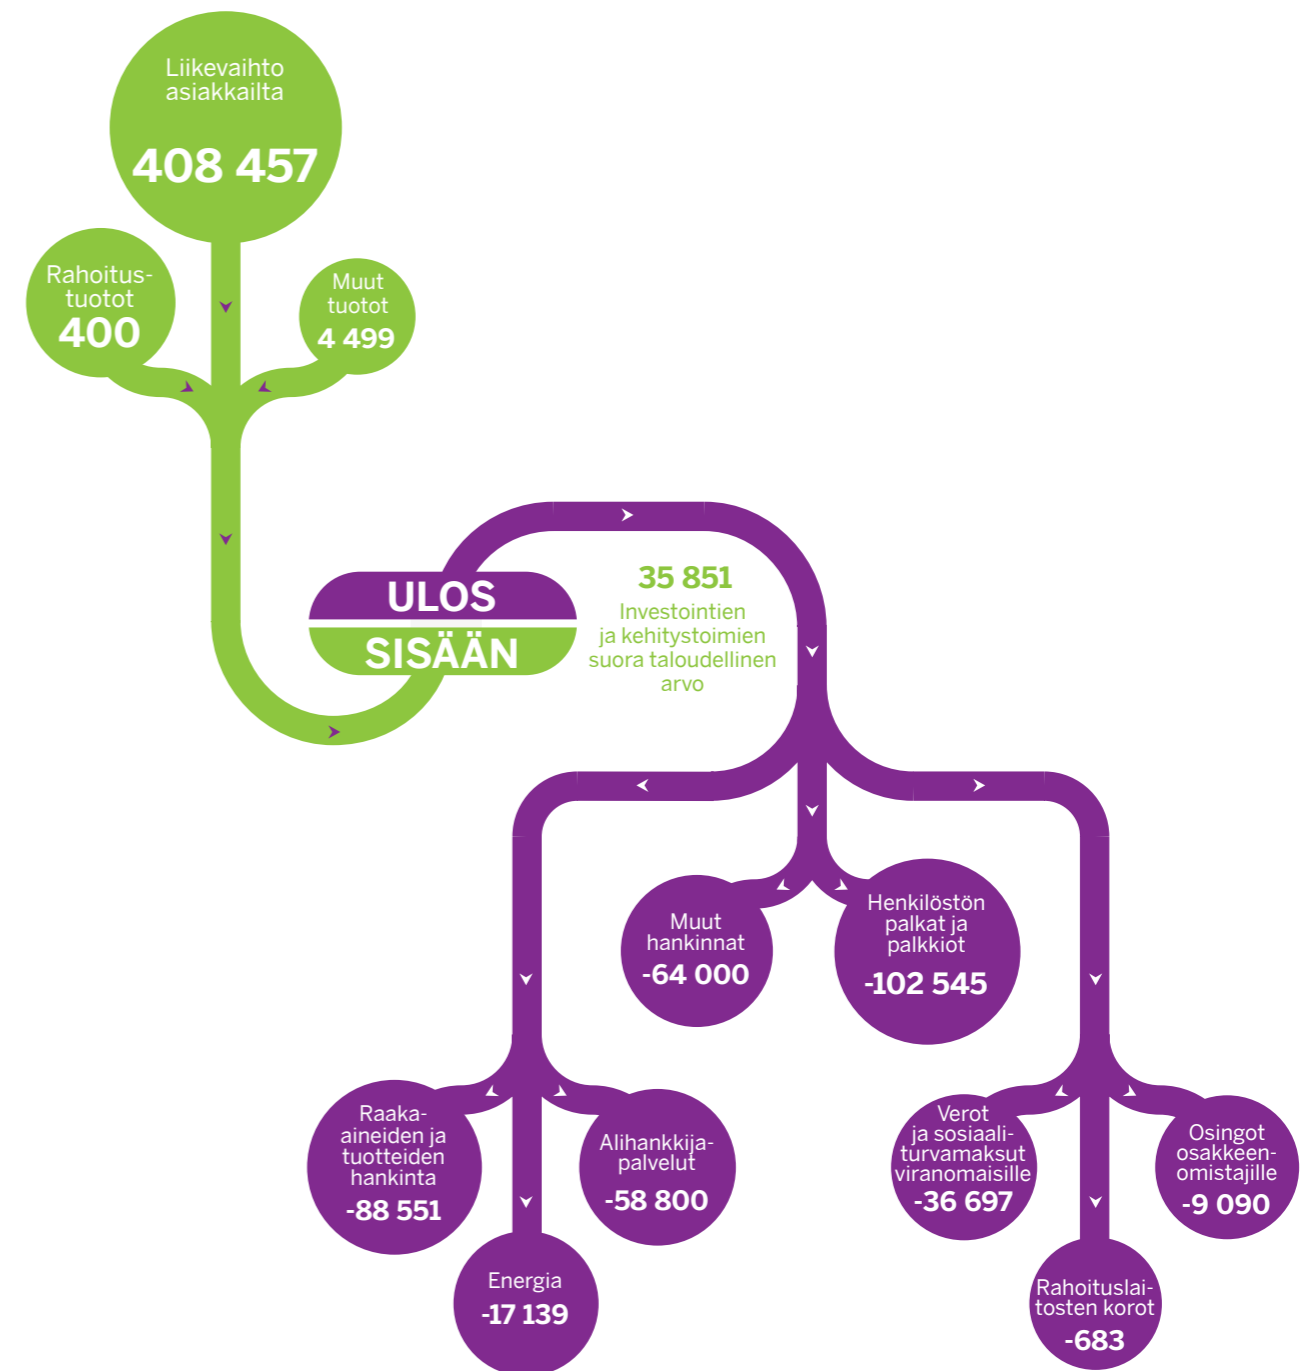 Liikevaihto
asiakkailta
408 457
Rahoitus-
tuotot
400
Muut
tuotot
4 499
ULOS
SISÄÄN
35 851
Investointien
ja kehitystoimien
suora taloudellinen
arvo
Muut
hankinnat
-64 000
Henkilöstön
palkat ja
palkkiot
-102 545
Raaka-
aineiden ja
tuotteiden
hankinta
-88 551
Alihankkija-
palvelut
-58 800
Energia
-17 139
Verot
ja sosiaali-
turvamaksut
viranomaisille
-36 697
Osingot
osakkeen-
omistajille
-9 090
Rahoituslai-
tosten korot
-683